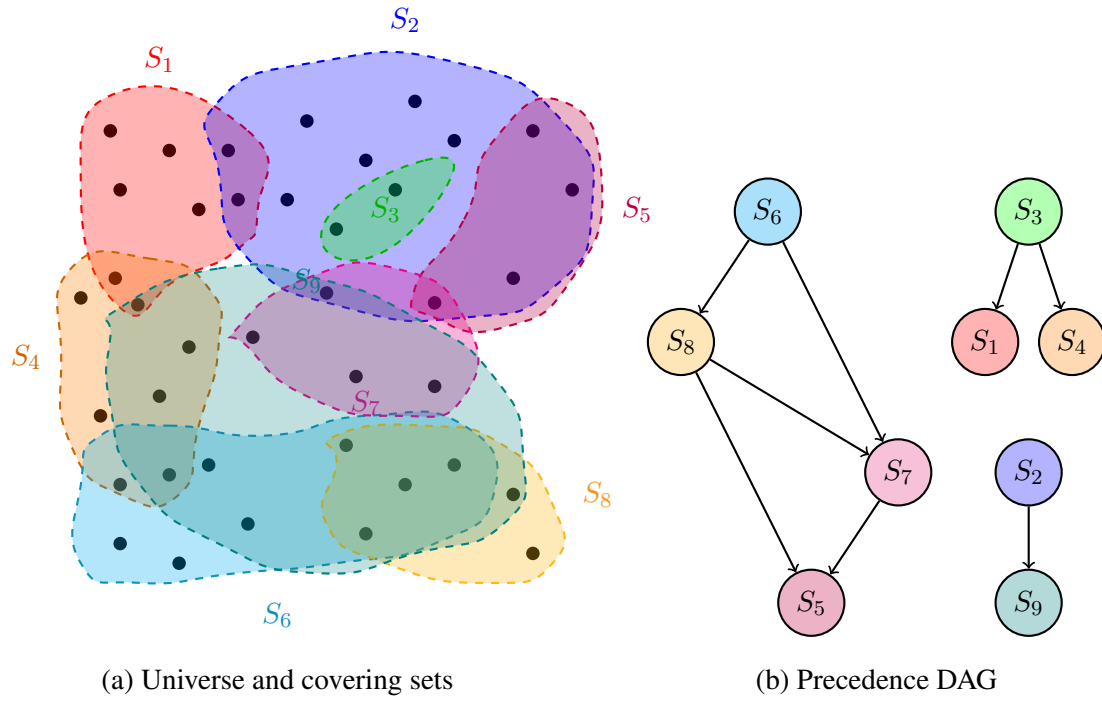 S₁
S₂
S₃
S₅
S₉
S₄
S₇
S₈
S₆
(a) Universe and covering sets
S₆
S₃
S₈
S₁
S₄
S₇
S₂
S₅
S₉
(b) Precedence DAG